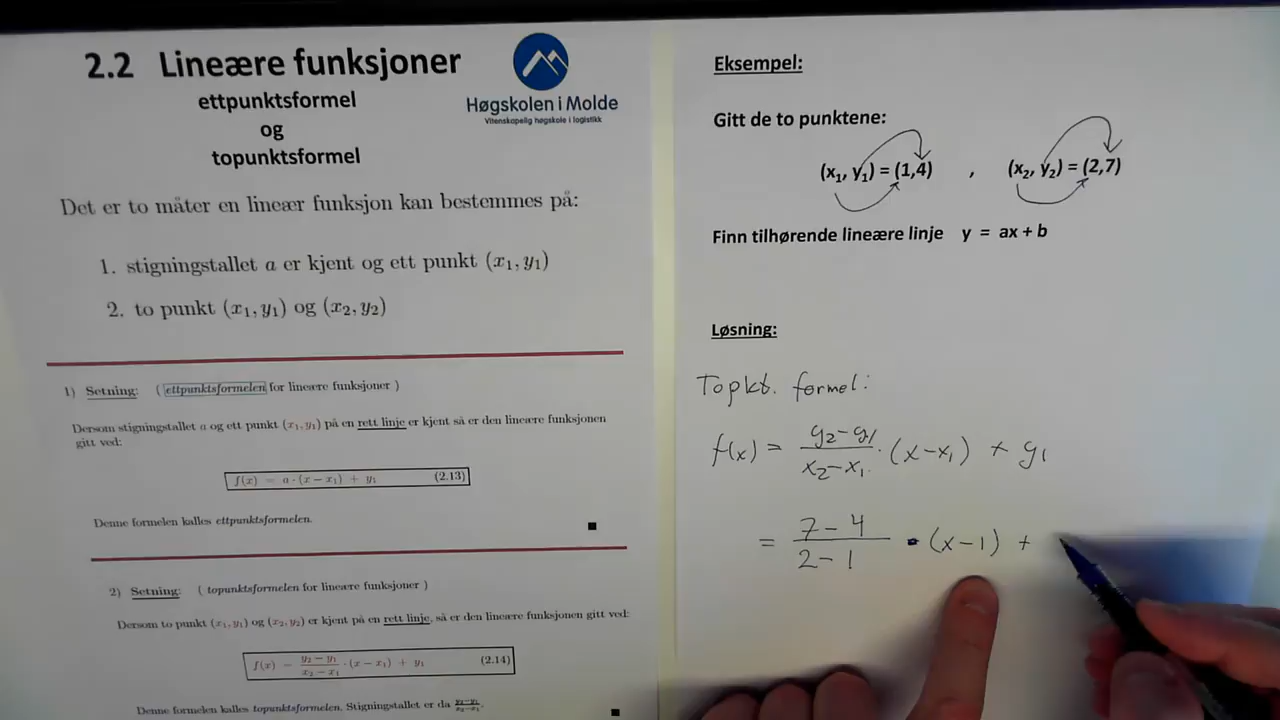 2.2 Lineære funksjoner
ettpunktsformel
og
topunktsformel
Høgskolen i Molde
Vitenskapelig høgskole i logistikk
Det er to måter en lineær funksjon kan bestemmes på:
1. stigningstallet a er kjent og ett punkt (x₁, y₁)
2. to punkt (x₁, y₁) og (x₂, y₂)
1) Setning: ( ettpunktsformelen for lineære funksjoner )
Dersom stigningstallet a og ett punkt (x₁, y₁) på en rett linje er kjent så er den lineære funksjonen
gitt ved:
f(x) = a · (x − x₁) + y₁ (2.13)
Denne formelen kalles ettpunktsformelen.
2) Setning: ( topunktsformelen for lineære funksjoner )
Dersom to punkt (x₁, y₁) og (x₂, y₂) er kjent på en rett linje, så er den lineære funksjonen gitt ved:
f(x) = (y₂ − y₁)/(x₂ − x₁) · (x − x₁) + y₁ (2.14)
Denne formelen kalles topunktsformelen. Stigningstallet er da (y₂−y₁)/(x₂−x₁).
Eksempel:
Gitt de to punktene:
(x₁, y₁) = (1,4) , (x₂, y₂) = (2,7)
Finn tilhørende lineære linje y = ax + b
Løsning:
Topkt. formel:
f(x) = (y₂ − y₁)/(x₂ − x₁) · (x − x₁) + y₁
= (7 − 4)/(2 − 1) · (x − 1) +